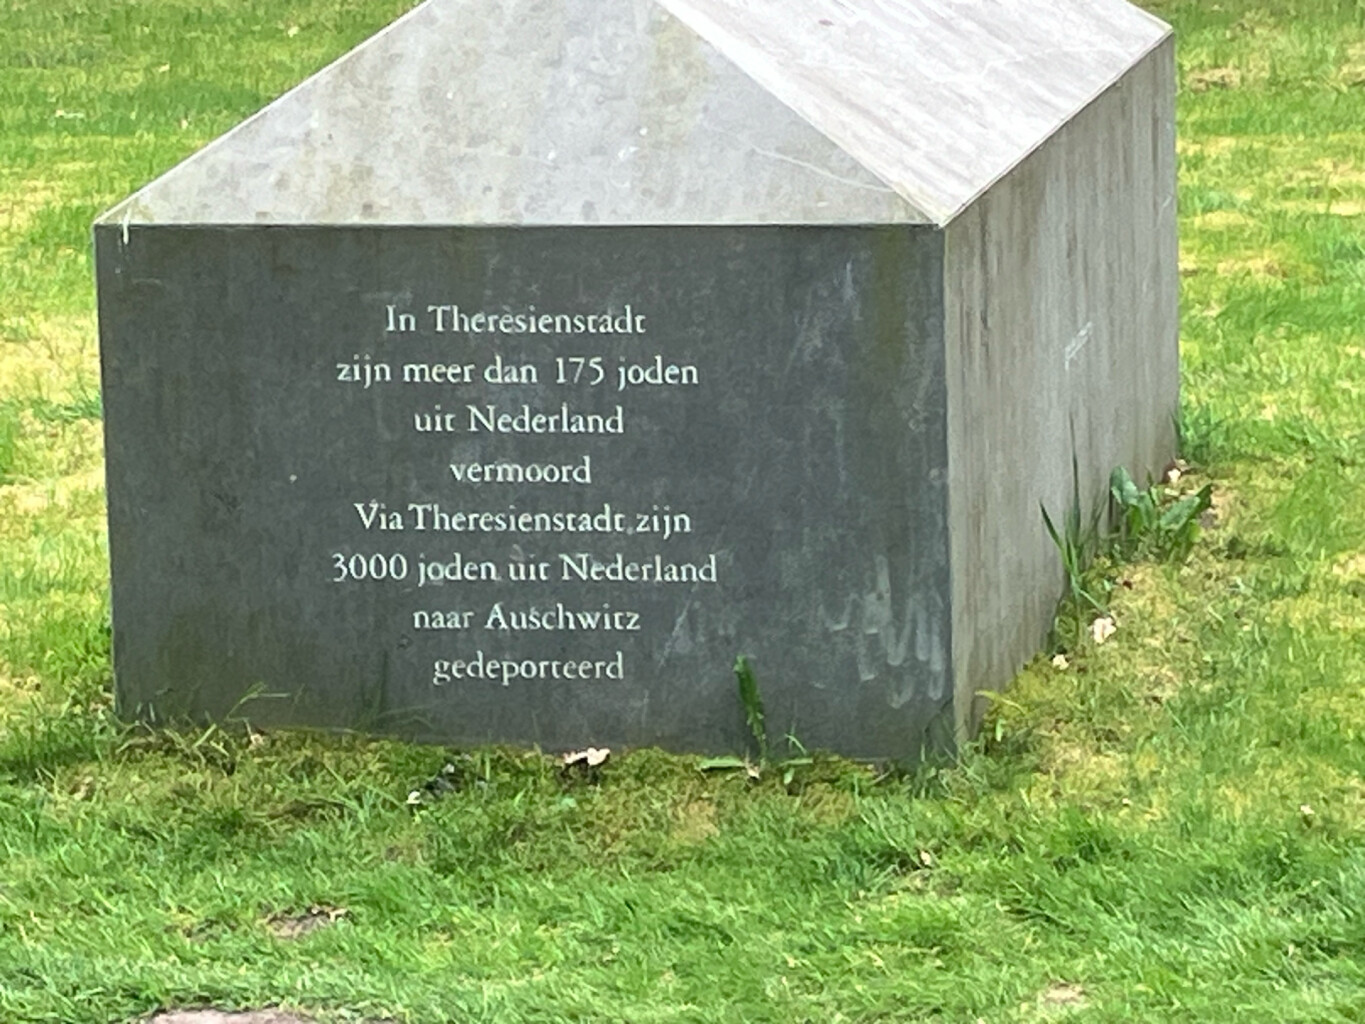 In Theresienstadt
zijn meer dan 175 joden
uit Nederland
vermoord
Via Theresienstadt zijn
3000 joden uit Nederland
naar Auschwitz
gedeporteerd